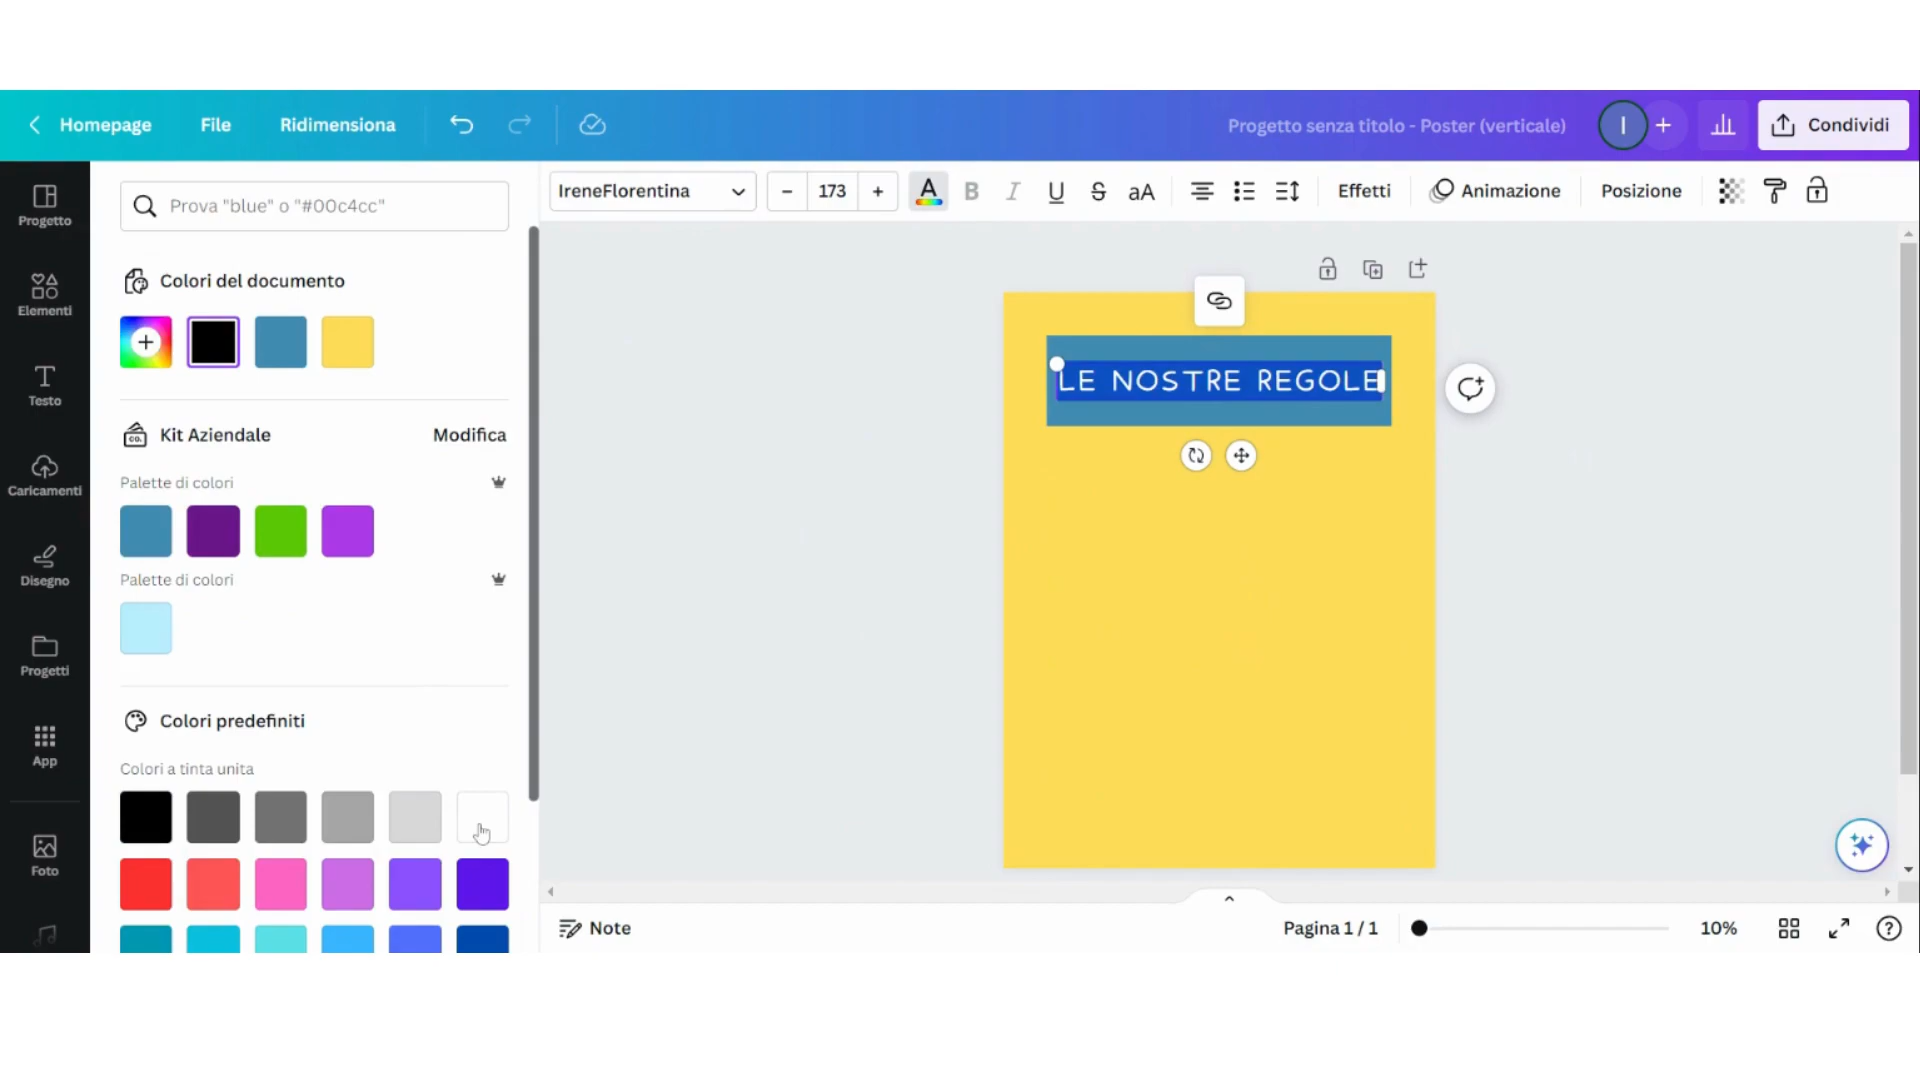 Homepage
File
Ridimensiona
Progetto senza titolo - Poster (verticale)
I
Condividi
Progetto
Elementi
Testo
Caricamenti
Disegno
Progetti
App
Foto
Prova "blue" o "#00c4cc"
Colori del documento
CO.
Kit Aziendale
Modifica
Palette di colori
Palette di colori
Colori predefiniti
Colori a tinta unita
IreneFlorentina
173
A
B
I
U
S
aA
Effetti
Animazione
Posizione
LE NOSTRE REGOLE
Note
Pagina 1 / 1
10%
?